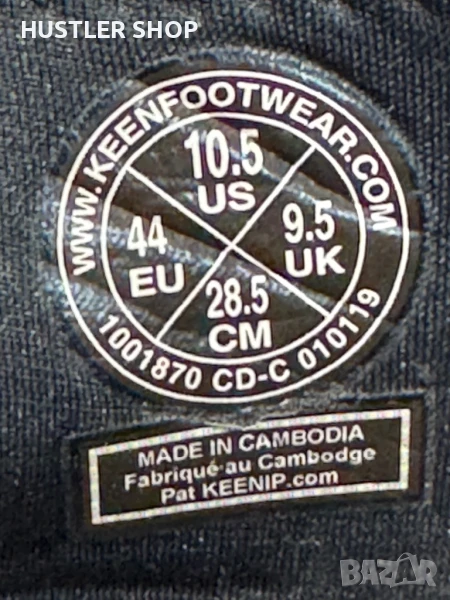 HUSTLER SHOP
WWW.KEENFOOTWEAR.COM
10.5
US
44
EU
9.5
UK
28.5
CM
1001870 CD-C 010119
MADE IN CAMBODIA
Fabriqué au Cambodge
Pat KEENIP.com
BAZAR